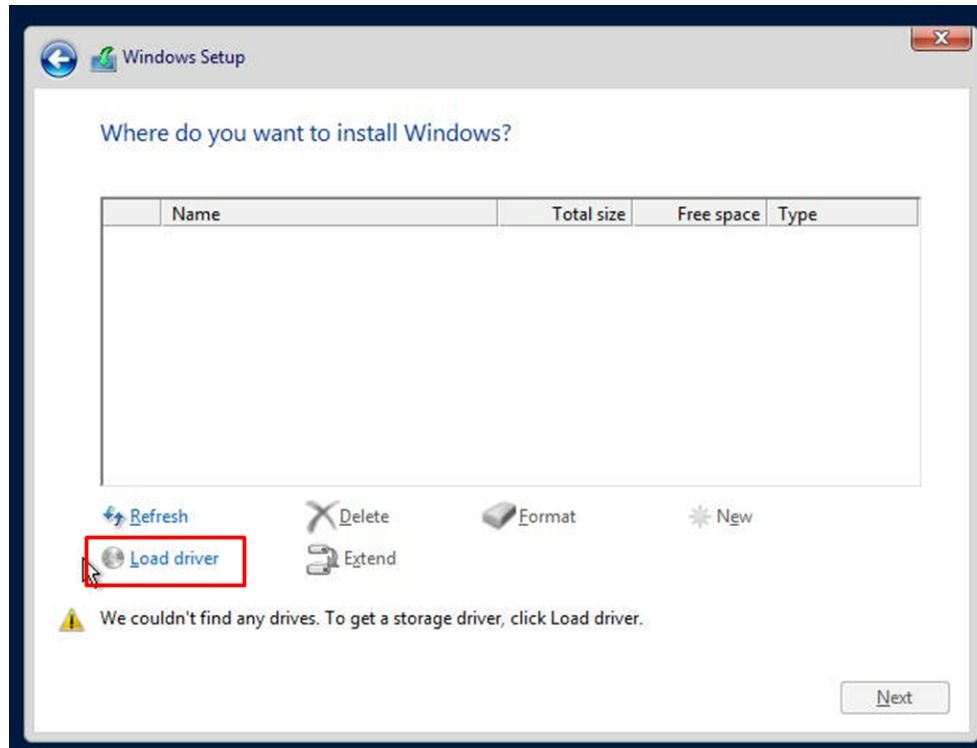 Windows Setup
Where do you want to install Windows?
Name Total size Free space Type
Refresh Delete Format New
Load driver Extend
We couldn't find any drives. To get a storage driver, click Load driver.
Next